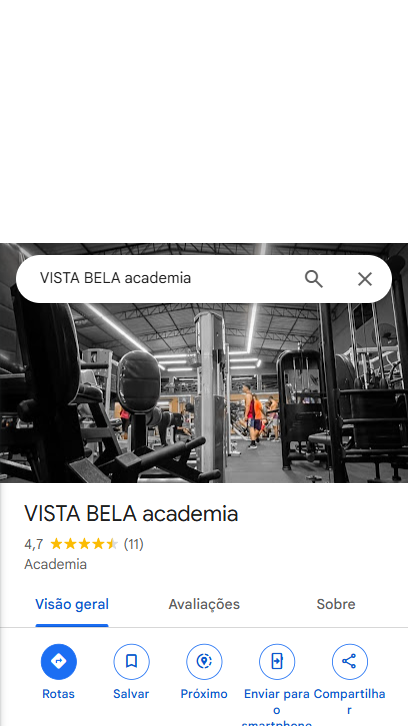 VISTA BELA academia
VISTA BELA academia
4,7 (11)
Academia
Visão geral Avaliações Sobre
Rotas Salvar Próximo Enviar para o smartphone Compartilhar